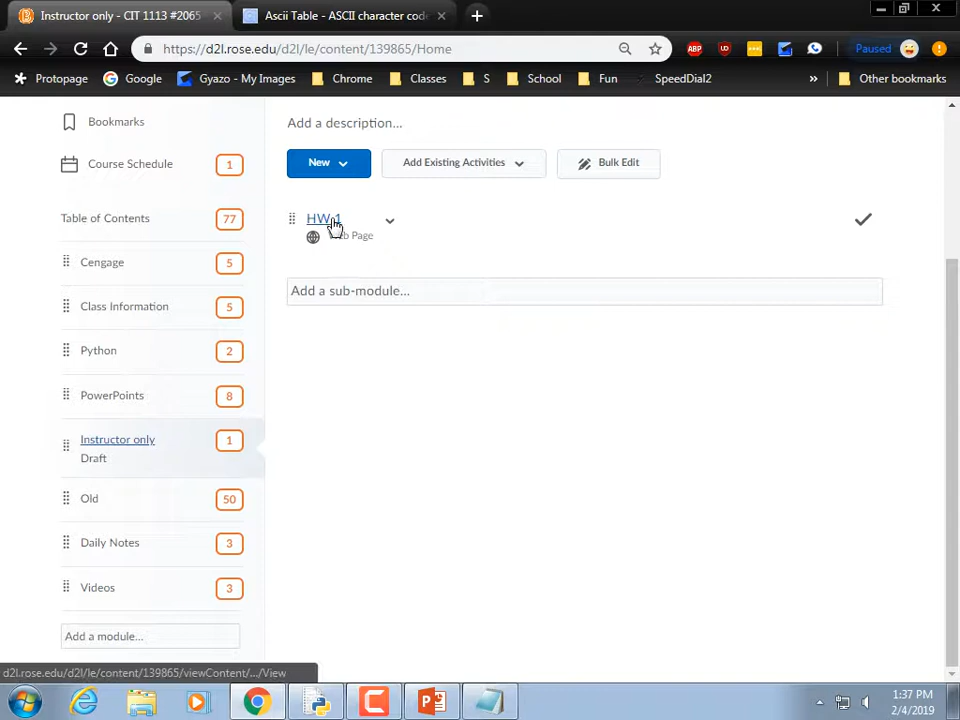 Instructor only - CIT 1113 #2065
Ascii Table - ASCII character code
https://d2l.rose.edu/d2l/le/content/139865/Home
ABP
Paused
Protopage
Google
Gyazo - My Images
Chrome
Classes
S
School
Fun
SpeedDial2
»
Other bookmarks
Bookmarks
Course Schedule
1
Table of Contents
77
Cengage
5
Class Information
5
Python
2
PowerPoints
8
Instructor only
Draft
1
Old
50
Daily Notes
3
Videos
3
Add a module...
Add a description...
New
Add Existing Activities
Bulk Edit
HW 1
Page
Add a sub-module...
d2l.rose.edu/d2l/le/content/139865/viewContent/.../View
1:37 PM
2/4/2019